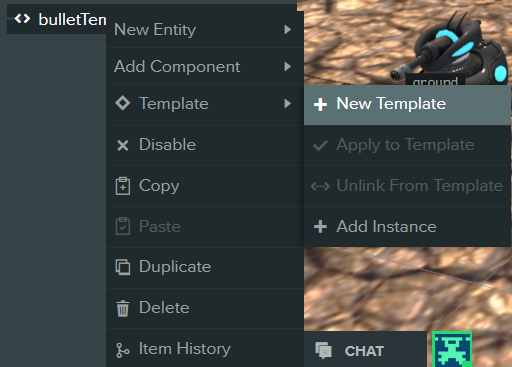 bulletTem
New Entity
Add Component
Template
Disable
Copy
Paste
Duplicate
Delete
Item History
ground
New Template
Apply to Template
Unlink From Template
Add Instance
CHAT